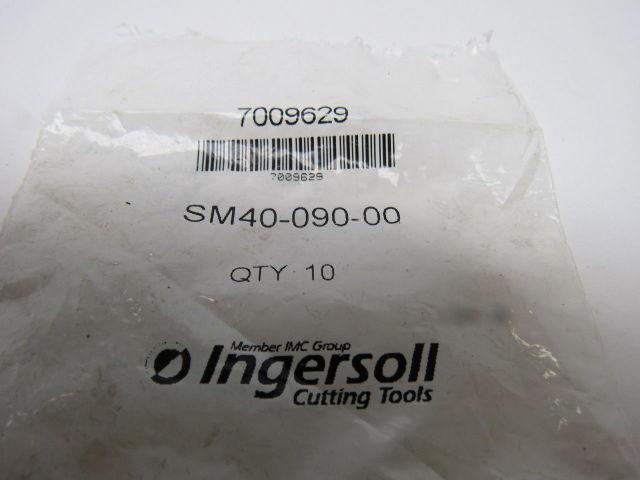 7009629
7009629
SM40-090-00
QTY 10
Member IMC Group
Ingersoll
Cutting Tools